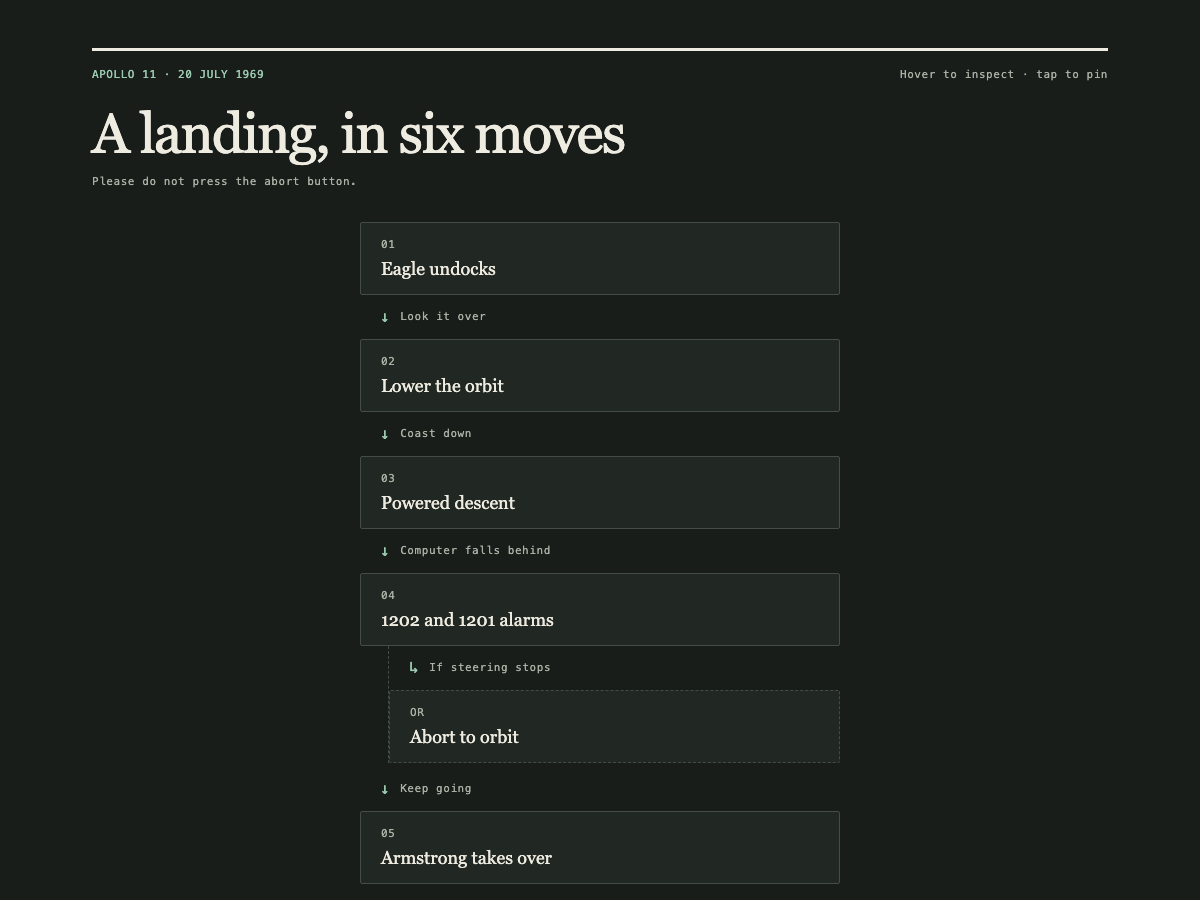 APOLLO 11 · 20 JULY 1969
Hover to inspect · tap to pin
A landing, in six moves
Please do not press the abort button.
01
Eagle undocks
↓ Look it over
02
Lower the orbit
↓ Coast down
03
Powered descent
↓ Computer falls behind
04
1202 and 1201 alarms
↳ If steering stops
OR
Abort to orbit
↓ Keep going
05
Armstrong takes over